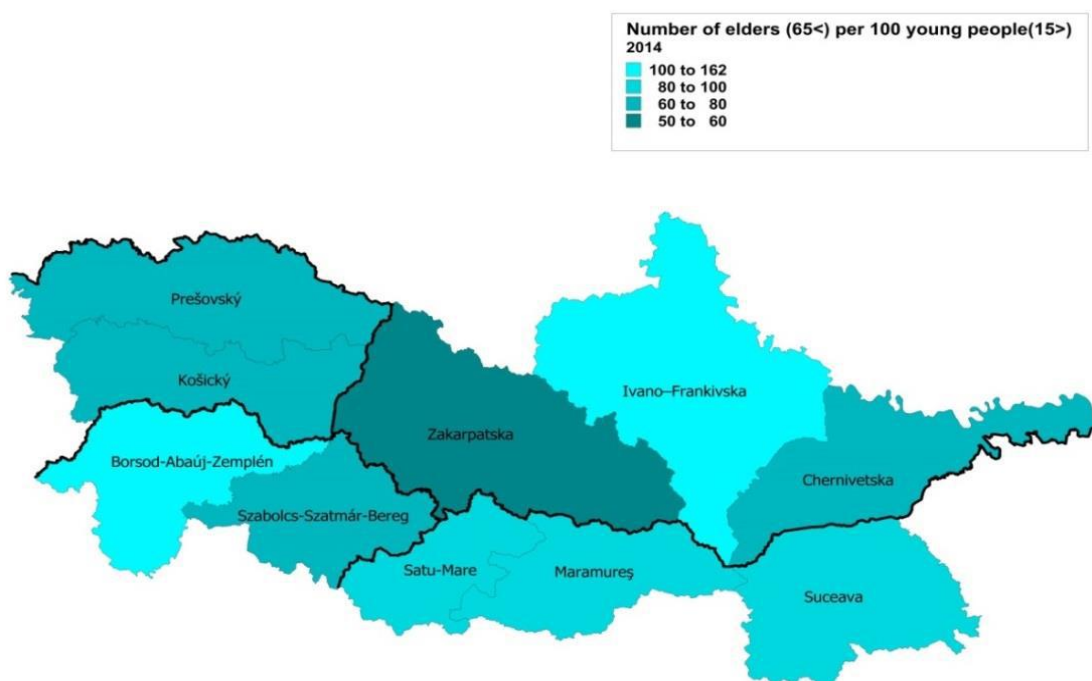 Number of elders (65<) per 100 young people(15>)
2014
100 to 162
80 to 100
60 to 80
50 to 60
Prešovský
Košický
Ivano–Frankivska
Zakarpatska
Borsod-Abaúj-Zemplén
Chernivetska
Szabolcs-Szatmár-Bereg
Satu-Mare
Maramureş
Suceava